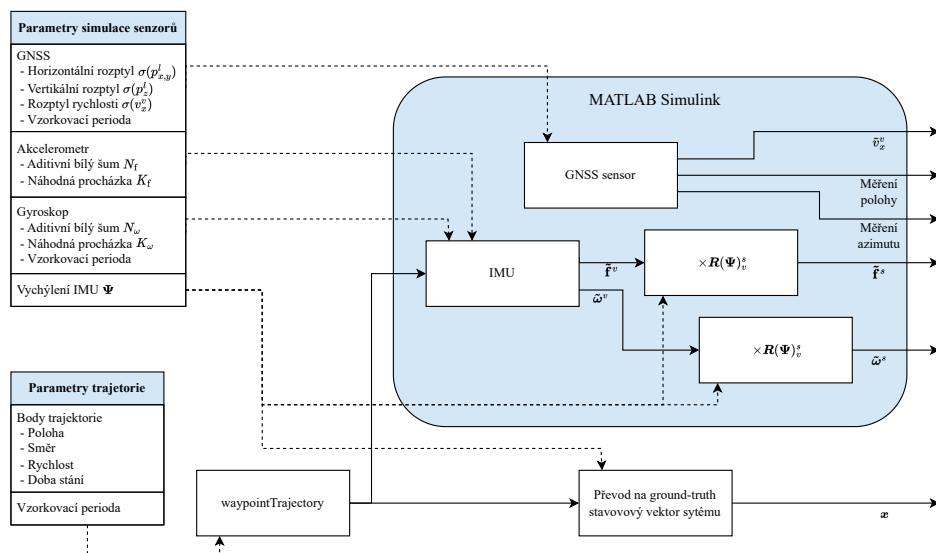 Parametry simulace senzorů
GNSS
- Horizontální rozptyl σ(p^l_{x,y})
- Vertikální rozptyl σ(p^l_z)
- Rozptyl rychlosti σ(v^v_x)
- Vzorkovací perioda
Akcelerometr
- Aditivní bílý šum N_f
- Náhodná procházka K_f
Gyroskop
- Aditivní bílý šum N_ω
- Náhodná procházka K_ω
- Vzorkovací perioda
Vychýlení IMU Ψ
Parametry trajetorie
Body trajektorie
- Poloha
- Směr
- Rychlost
- Doba stání
Vzorkovací perioda
MATLAB Simulink
GNSS sensor
ṽ^v_x
Měření
polohy
Měření
azimutu
IMU
f̃^v
ω̃^v
×R(Ψ)^s_v
f̃^s
×R(Ψ)^s_v
ω̃^s
waypointTrajectory
Převod na ground-truth
stavovový vektor sytému
x